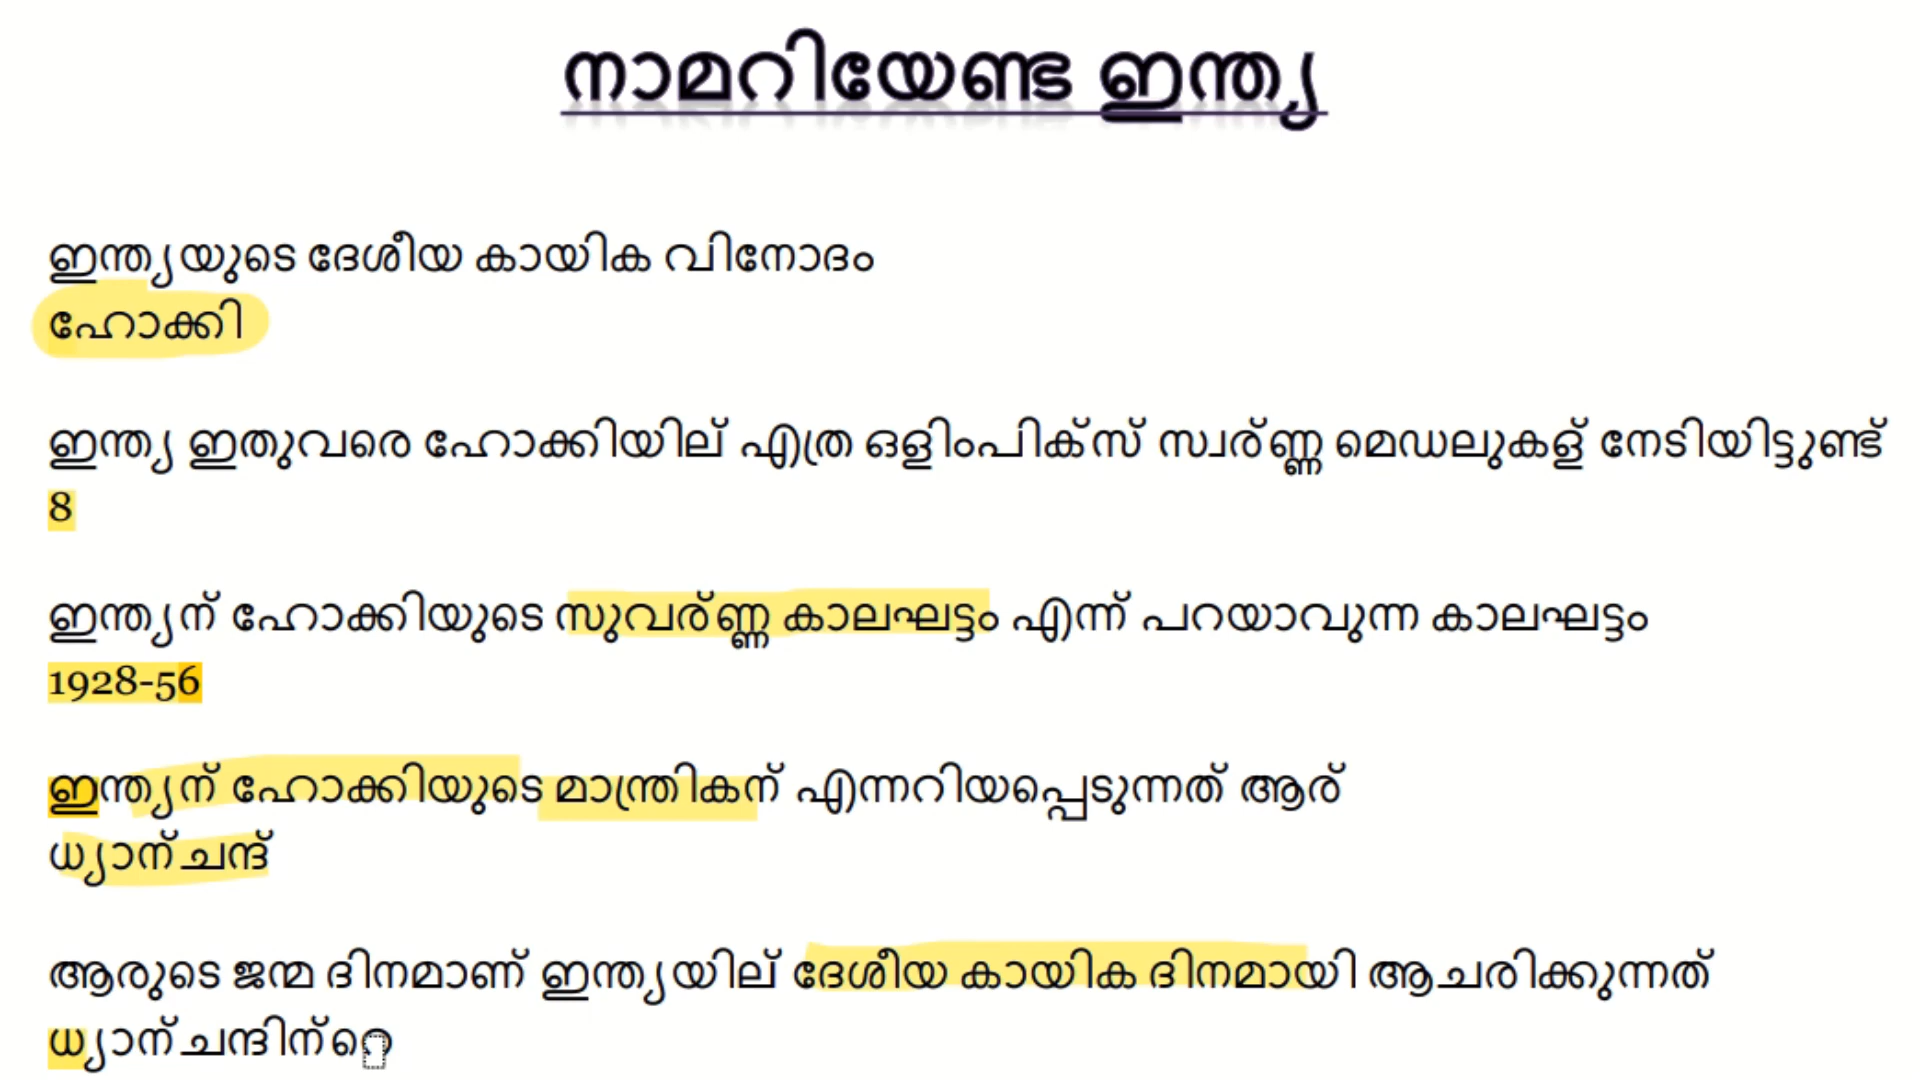 നാമറിയേണ്ട ഇന്ത്യ
ഇന്ത്യയുടെ ദേശീയ കായിക വിനോദം
ഹോക്കി
ഇന്ത്യ ഇതുവരെ ഹോക്കിയില് എത്ര ഒളിംപിക്സ് സ്വര്ണ്ണ മെഡലുകള് നേടിയിട്ടുണ്ട്
8
ഇന്ത്യന് ഹോക്കിയുടെ സുവര്ണ്ണ കാലഘട്ടം എന്ന് പറയാവുന്ന കാലഘട്ടം
1928-56
ഇന്ത്യന് ഹോക്കിയുടെ മാന്ത്രികന് എന്നറിയപ്പെടുന്നത് ആര്
ധ്യാന്ചന്ദ്
ആരുടെ ജന്മ ദിനമാണ് ഇന്ത്യയില് ദേശീയ കായിക ദിനമായി ആചരിക്കുന്നത്
ധ്യാന്ചന്ദിന്റെ